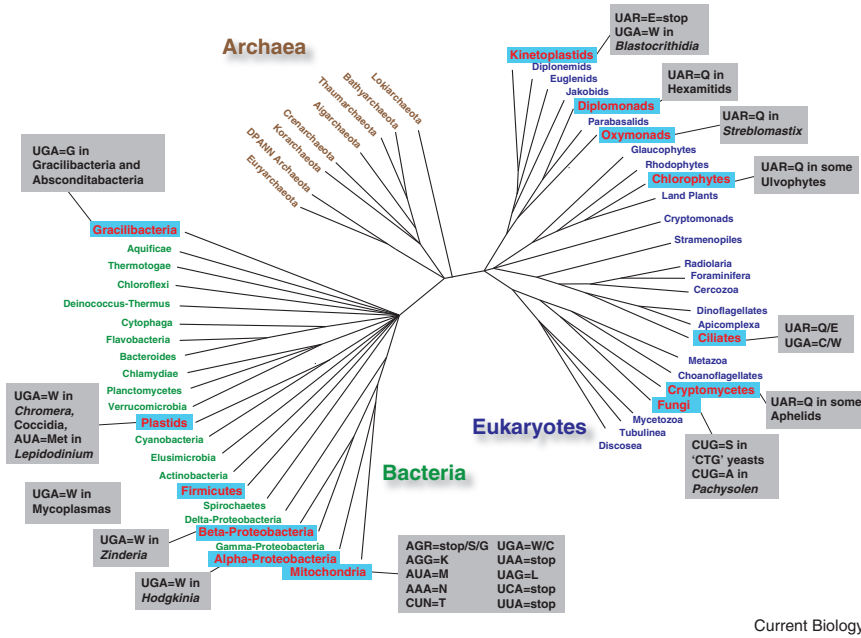 Archaea
Lokiarchaeota
Bathyarchaeota
Thaumarchaeota
Aigarchaeota
Crenarchaeota
Korarchaeota
DPANN Archaeota
Euryarchaeota
UGA=G in
Gracilibacteria and
Absconditabacteria
Gracilibacteria
Aquificae
Thermotogae
Chloroflexi
Deinococcus-Thermus
Cytophaga
Flavobacteria
Bacteroides
Chlamydiae
Planctomycetes
Verrucomicrobia
Plastids
UGA=W in
Chromera,
Coccidia,
AUA=Met in
Lepidodinium
Cyanobacteria
Elusimicrobia
Actinobacteria
Firmicutes
UGA=W in
Mycoplasmas
Spirochaetes
Delta-Proteobacteria
Beta-Proteobacteria
UGA=W in
Zinderia
Gamma-Proteobacteria
Alpha-Proteobacteria
UGA=W in
Hodgkinia
Mitochondria
AGR=stop/S/G UGA=W/C
AGG=K UAA=stop
AUA=M UAG=L
AAA=N UCA=stop
CUN=T UUA=stop
Bacteria
Eukaryotes
Kinetoplastids
UAR=E=stop
UGA=W in
Blastocrithidia
Diplonemids
Euglenids
Jakobids
Diplomonads
UAR=Q in
Hexamitids
Parabasalids
Oxymonads
UAR=Q in
Streblomastix
Glaucophytes
Rhodophytes
Chlorophytes
UAR=Q in some
Ulvophytes
Land Plants
Cryptomonads
Stramenopiles
Radiolaria
Foraminifera
Cercozoa
Dinoflagellates
Apicomplexa
Ciliates
UAR=Q/E
UGA=C/W
Metazoa
Choanoflagellates
Cryptomycetes
UAR=Q in some
Aphelids
Fungi
CUG=S in
‘CTG’ yeasts
CUG=A in
Pachysolen
Mycetozoa
Tubulinea
Discosea
Current Biology